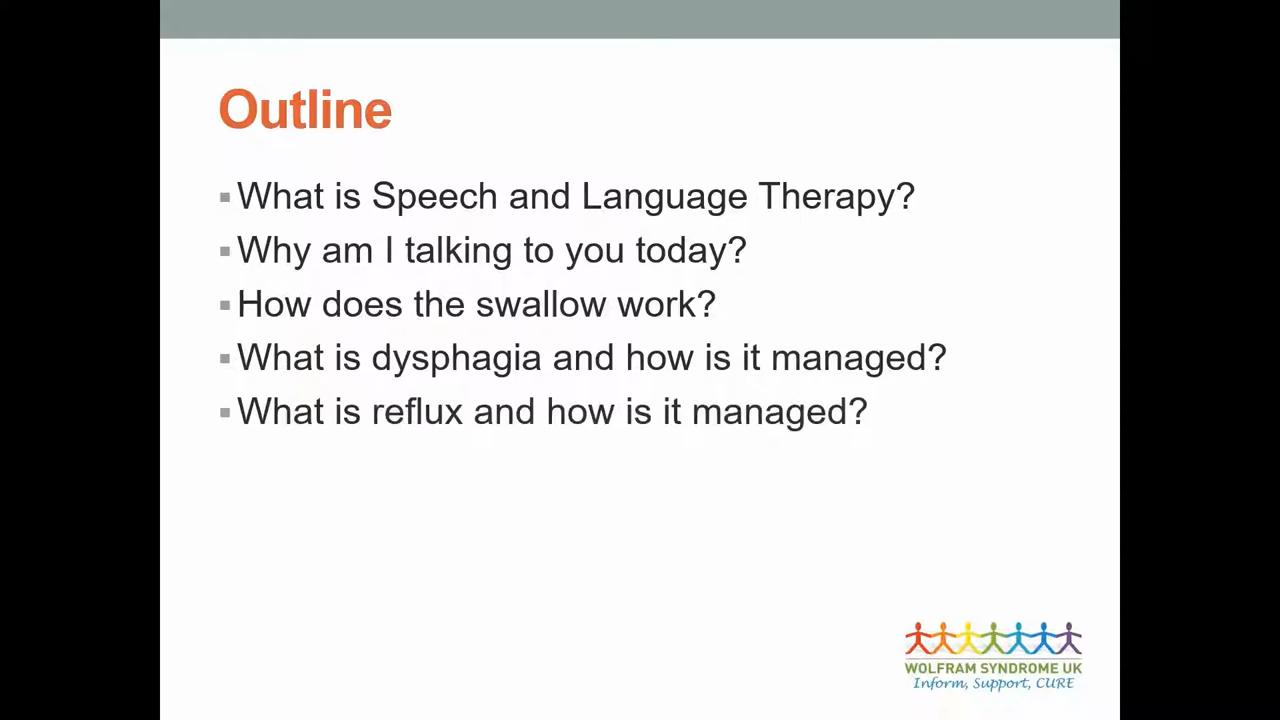 Outline
What is Speech and Language Therapy?
Why am I talking to you today?
How does the swallow work?
What is dysphagia and how is it managed?
What is reflux and how is it managed?
WOLFRAM SYNDROME UK
Inform, Support, CURE